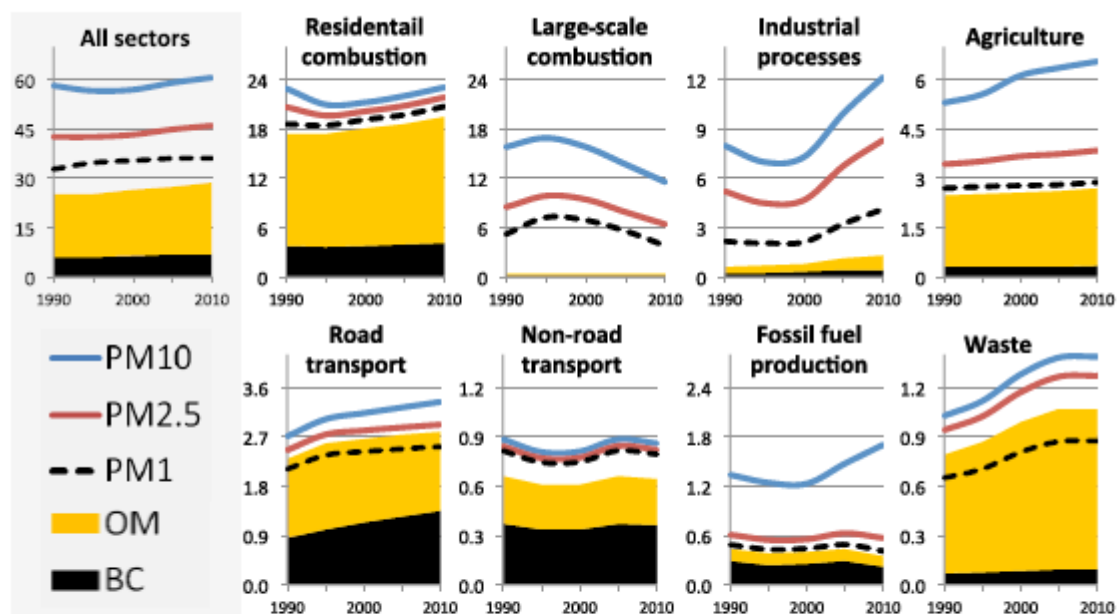 All sectors
60
45
30
15
0
1990 2000 2010
Residentail
combustion
24
18
12
6
0
1990 2000 2010
Large-scale
combustion
24
18
12
6
0
1990 2000 2010
Industrial
processes
12
9
6
3
0
1990 2000 2010
Agriculture
6
4.5
3
1.5
0
1990 2000 2010
PM10
PM2.5
PM1
OM
BC
Road
transport
3.6
2.7
1.8
0.9
0.0
1990 2000 2010
Non-road
transport
1.2
0.9
0.6
0.3
0.0
1990 2000 2010
Fossil fuel
production
2.4
1.8
1.2
0.6
0.0
1990 2000 2010
Waste
1.2
0.9
0.6
0.3
0.0
1990 2000 2010